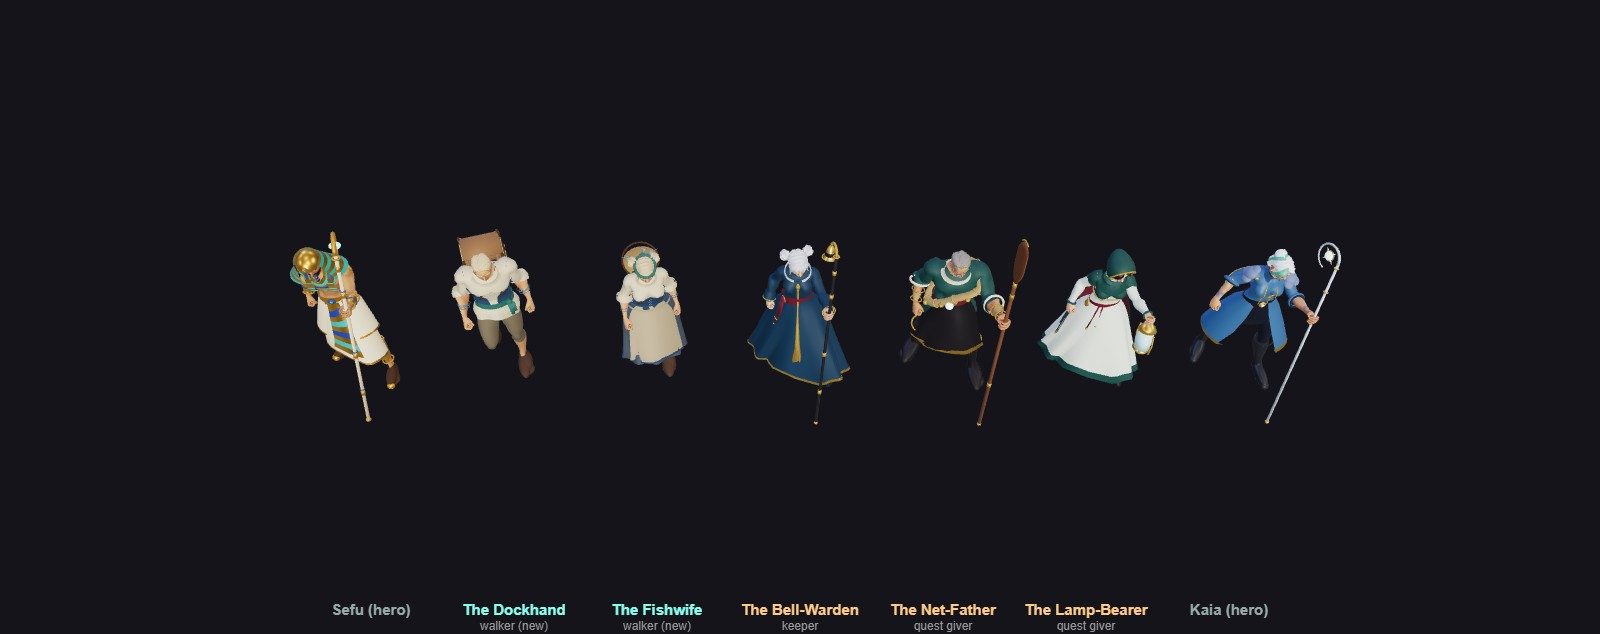 Sefu (hero) The Dockhand The Fishwife The Bell-Warden The Net-Father The Lamp-Bearer Kaia (hero)
walker (new) walker (new) keeper quest giver quest giver